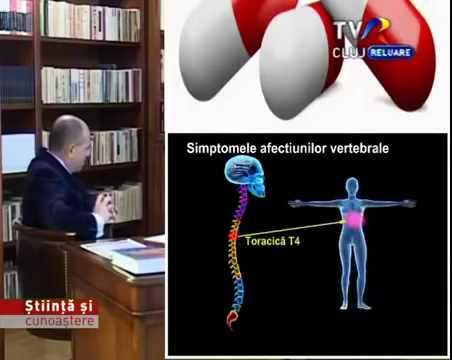 TVR
CLUJ RELUARE
Simptomele afectiunilor vertebrale
Toracică T4
Știință și
cunoaștere